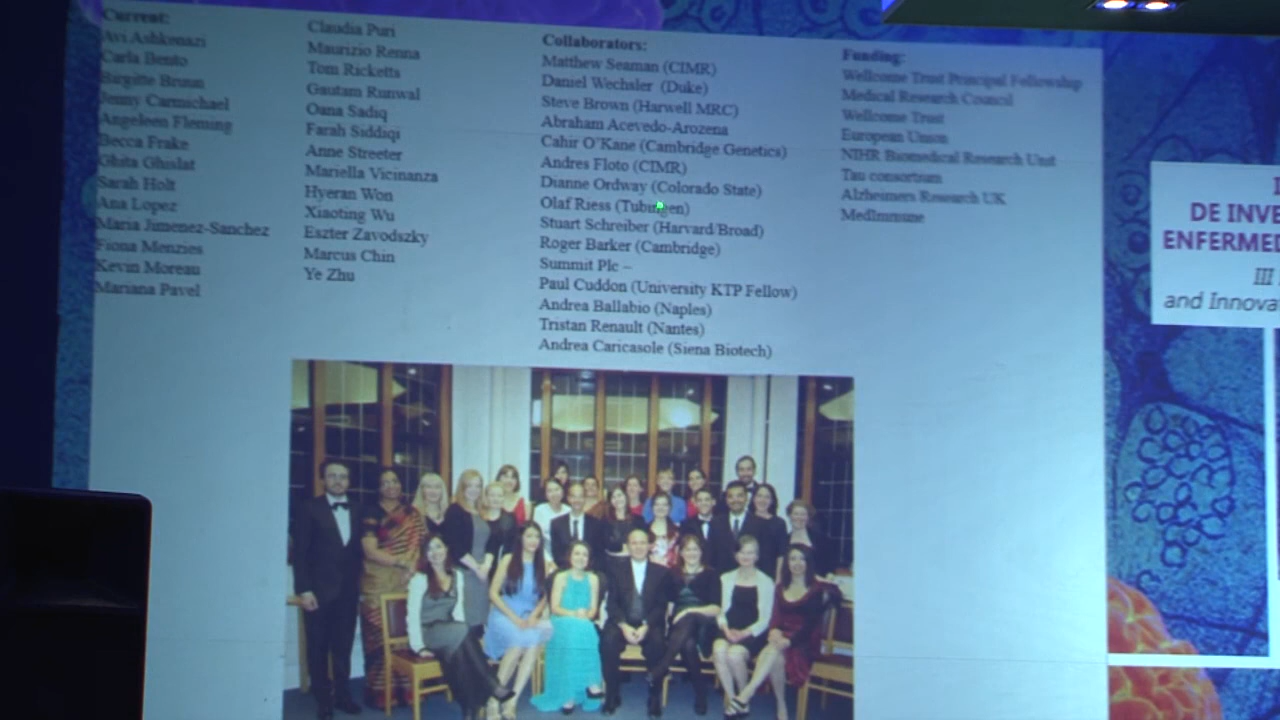 Current:
Avi Ashkenazi
Carla Bento
Birgitte Brunn
Jenny Carmichael
Angeleen Fleming
Becca Frake
Ghita Ghislat
Sarah Holt
Ana Lopez
Maria Jimenez-Sanchez
Fiona Menzies
Kevin Moreau
Mariana Pavel
Claudia Puri
Maurizio Renna
Tom Ricketts
Gautam Runwal
Oana Sadiq
Farah Siddiqi
Anne Streeter
Mariella Vicinanza
Hyeran Won
Xiaoting Wu
Eszter Zavodszky
Marcus Chin
Ye Zhu
Collaborators:
Matthew Seaman (CIMR)
Daniel Wechsler (Duke)
Steve Brown (Harwell MRC)
Abraham Acevedo-Arozena
Cahir O'Kane (Cambridge Genetics)
Andres Floto (CIMR)
Dianne Ordway (Colorado State)
Olaf Riess (Tubingen)
Stuart Schreiber (Harvard/Broad)
Roger Barker (Cambridge)
Summit Plc –
Paul Cuddon (University KTP Fellow)
Andrea Ballabio (Naples)
Tristan Renault (Nantes)
Andrea Caricasole (Siena Biotech)
Funding:
Wellcome Trust Principal Fellowship
Medical Research Council
Wellcome Trust
European Union
NIHR Biomedical Research Unit
Tau consortium
Alzheimers Research UK
MedImmune
DE INVE
ENFERMED
III
and Innova